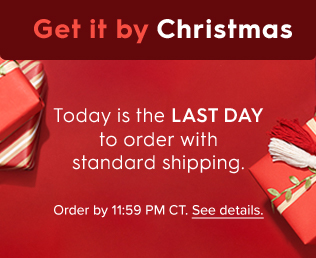 Get it by Christmas
Today is the LAST DAY
to order with
standard shipping.
Order by 11:59 PM CT. See details.